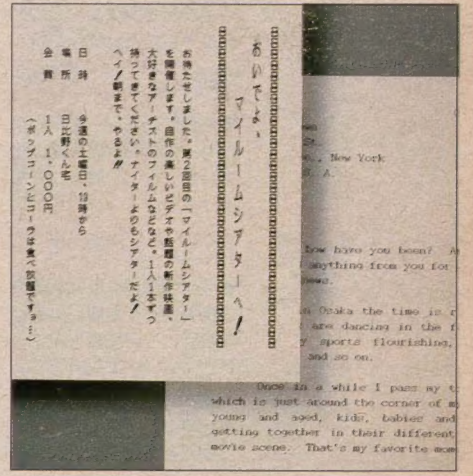 おいでよ、
マイルームシアターへ！
お待たせしました。第2回目の「マイルームシアター」
を開催します。自作の楽しいビデオや話題の新作映画、
大好きなアーチストのフィルムなどなど。1人1本ずつ
持ってきてください。ナイターよりもシアターだよ！
ヘイ！朝まで、やるよ!!
日　時　今週の土曜日、19時から
場　所　日比野くん宅
会　費　1人　1，000円
（ポップコーンとコーラは食べ放題ですョ…）
St.
New York
S. A.
how have you been?
anything from you for
news.
Osaka the time is
are dancing in the
sports flourishing,
and so on.
Once in a while I pass my
which is just around the corner of
young and aged, kids, babies and
getting together in their different
movie scene. That's my favorite